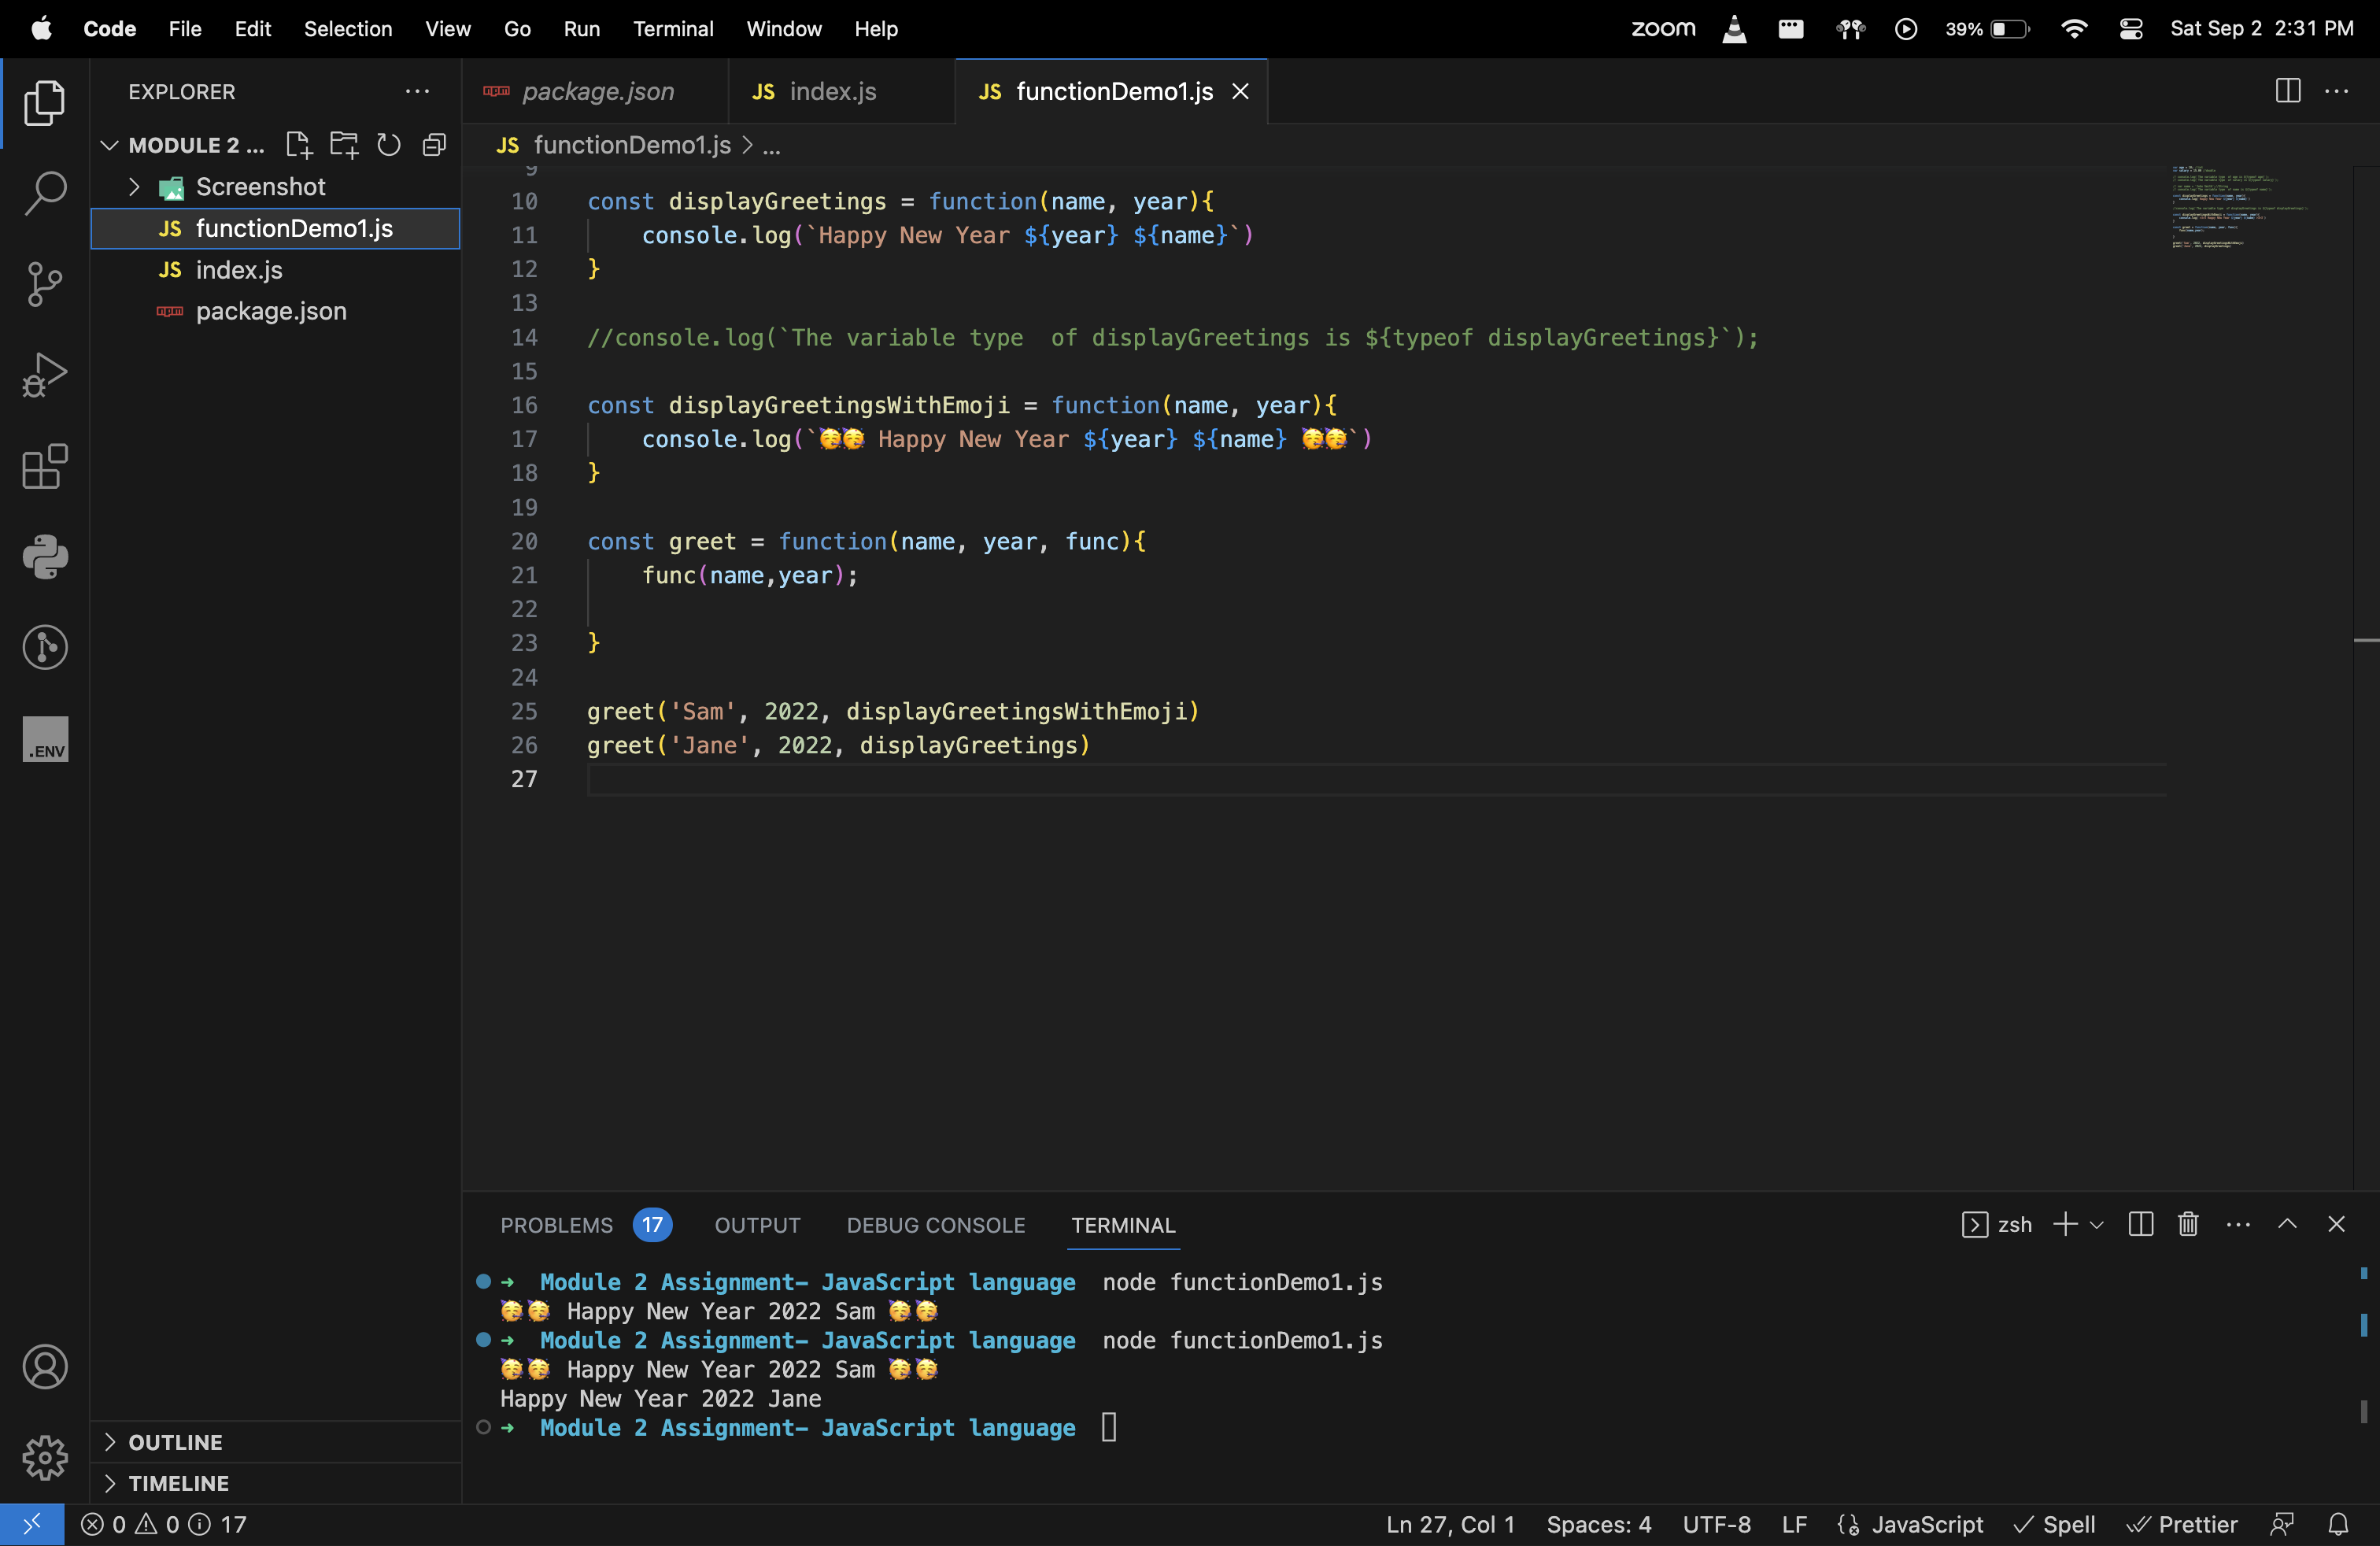 Code File Edit Selection View Go Run Terminal Window Help zoom 39% Sat Sep 2 2:31 PM
EXPLORER
MODULE 2 ...
Screenshot
JS functionDemo1.js
JS index.js
package.json
OUTLINE
TIMELINE
.ENV
package.json JS index.js JS functionDemo1.js
JS functionDemo1.js > ...
9
10 const displayGreetings = function(name, year){
11 console.log(`Happy New Year ${year} ${name}`)
12 }
13
14 //console.log(`The variable type  of displayGreetings is ${typeof displayGreetings}`);
15
16 const displayGreetingsWithEmoji = function(name, year){
17 console.log(`🥳🥳 Happy New Year ${year} ${name} 🥳🥳`)
18 }
19
20 const greet = function(name, year, func){
21 func(name,year);
22
23 }
24
25 greet('Sam', 2022, displayGreetingsWithEmoji)
26 greet('Jane', 2022, displayGreetings)
27
PROBLEMS 17 OUTPUT DEBUG CONSOLE TERMINAL zsh
➜ Module 2 Assignment– JavaScript language node functionDemo1.js
🥳🥳 Happy New Year 2022 Sam 🥳🥳
➜ Module 2 Assignment– JavaScript language node functionDemo1.js
🥳🥳 Happy New Year 2022 Sam 🥳🥳
Happy New Year 2022 Jane
➜ Module 2 Assignment– JavaScript language
0 0 17 Ln 27, Col 1 Spaces: 4 UTF-8 LF JavaScript Spell Prettier